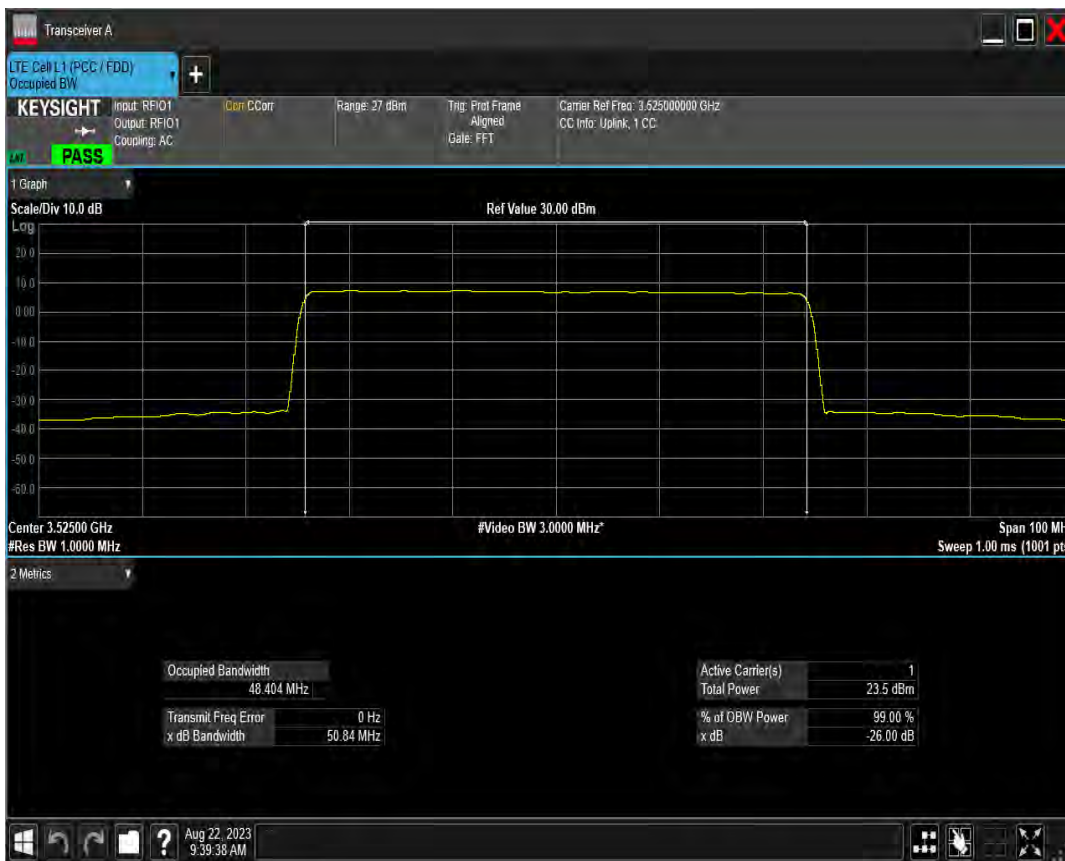 Transceiver A
LTE Cell L1 (PCC / FDD)
Occupied BW
+
KEYSIGHT
Input: RFIO1
Output: RFIO1
Coupling: AC
Corr CCorr
Range: 27 dBm
Trig: Prot Frame
Aligned
Gate: FFT
Carrier Ref Freq: 3.525000000 GHz
CC Info: Uplink, 1 CC
PASS
1 Graph
Scale/Div 10.0 dB
Ref Value 30.00 dBm
Log
20.0
10.0
0.00
-10.0
-20.0
-30.0
-40.0
-50.0
-60.0
Center 3.52500 GHz
#Video BW 3.0000 MHz*
Span 100 MH
#Res BW 1.0000 MHz
Sweep 1.00 ms (1001 pts
2 Metrics
Occupied Bandwidth
48.404 MHz
Transmit Freq Error 0 Hz
x dB Bandwidth 50.84 MHz
Active Carrier(s) 1
Total Power 23.5 dBm
% of OBW Power 99.00 %
x dB -26.00 dB
?
Aug 22, 2023
9:39:38 AM